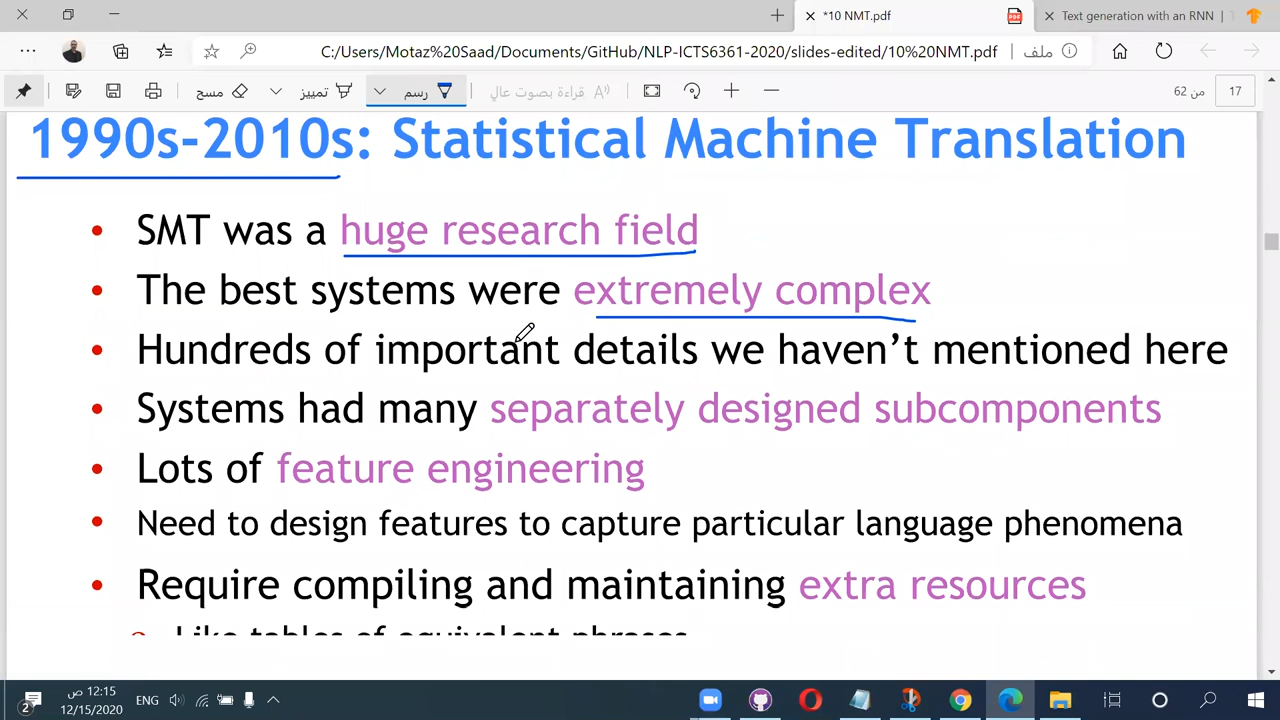 *10 NMT.pdf
Text generation with an RNN | T
C:/Users/Motaz%20Saad/Documents/GitHub/NLP-ICTS6361-2020/slides-edited/10%20NMT.pdf
ملف
مسح
تمييز
رسم
قراءة بصوت عالٍ
من 62
17
1990s-2010s: Statistical Machine Translation
• SMT was a huge research field
• The best systems were extremely complex
• Hundreds of important details we haven’t mentioned here
• Systems had many separately designed subcomponents
• Lots of feature engineering
• Need to design features to capture particular language phenomena
• Require compiling and maintaining extra resources
Like tables of equivalent phrases
2
12:15 ص
12/15/2020
ENG